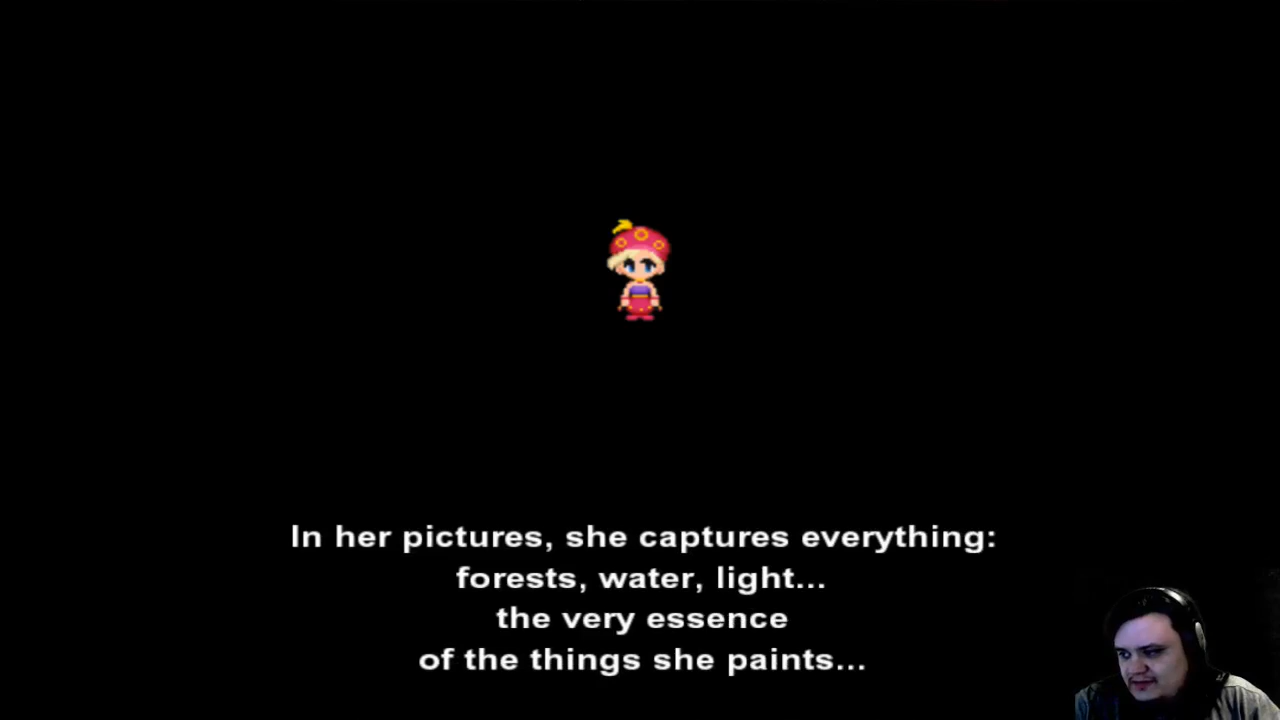 In her pictures, she captures everything:
forests, water, light...
the very essence
of the things she paints...